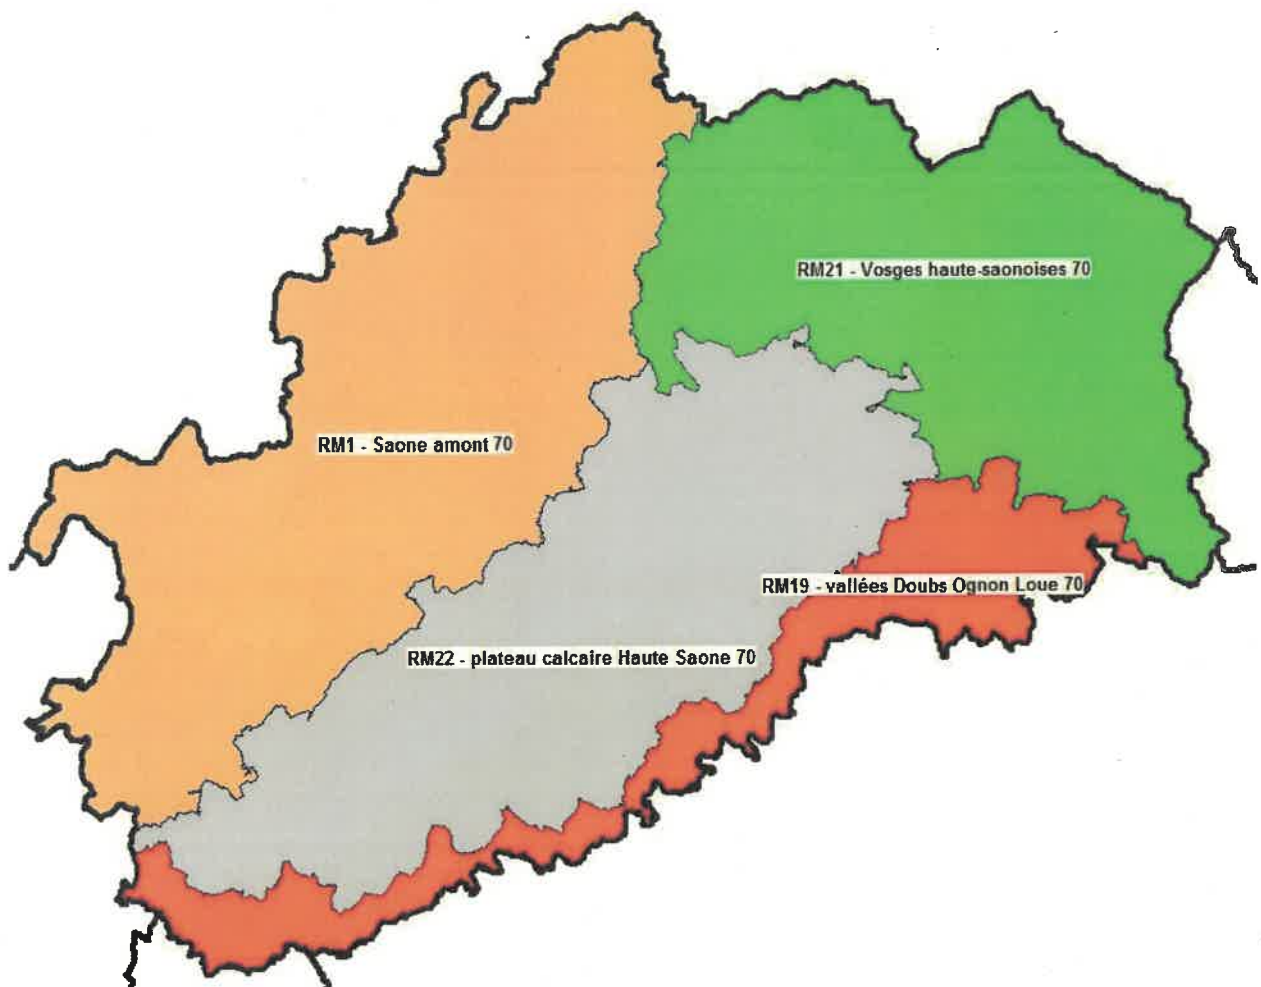 RM21 - Vosges haute-saonoises 70
RM1 - Saone amont 70
RM19 - vallées Doubs Ognon Loue 70
RM22 - plateau calcaire Haute Saone 70